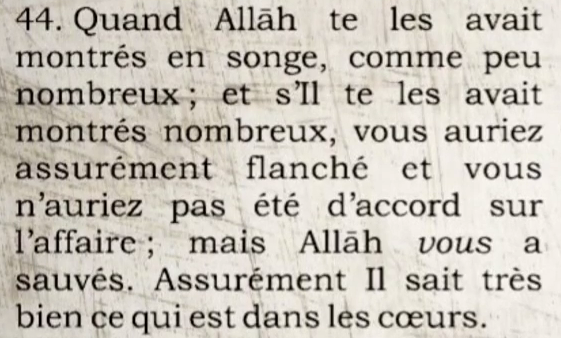 44. Quand Allāh te les avait
montrés en songe, comme peu
nombreux ; et s’Il te les avait
montrés nombreux, vous auriez
assurément flanché et vous
n’auriez pas été d’accord sur
l’affaire ; mais Allāh vous a
sauvés. Assurément Il sait très
bien ce qui est dans les cœurs.